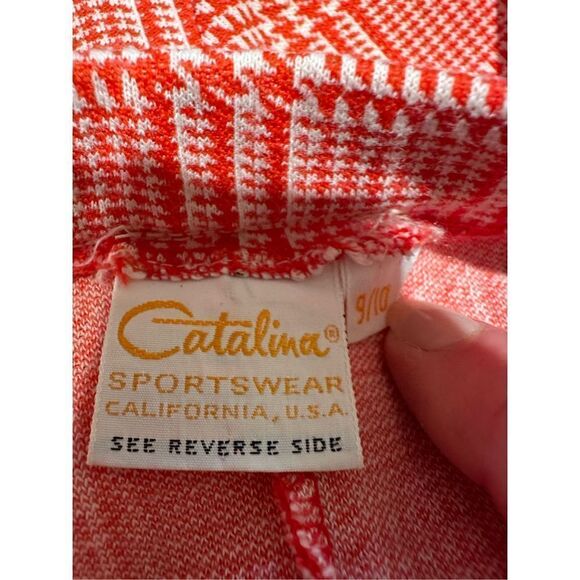 Catalina®
SPORTSWEAR
CALIFORNIA, U.S.A.
SEE REVERSE SIDE
9/10